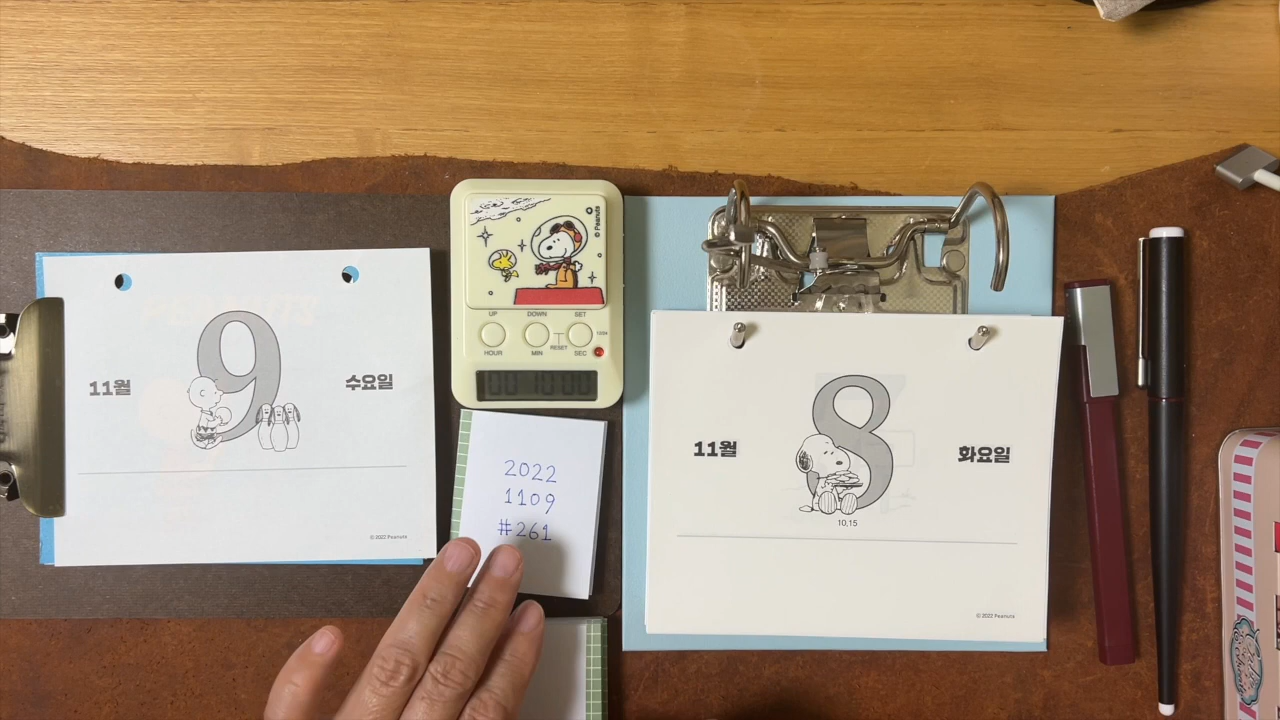 9
11월
수요일
© 2022 Peanuts
© Peanuts
UP
DOWN
SET
12/24
RESET
HOUR
MIN
SEC
00 10 00
2022
1109
#261
8
11월
화요일
10.15
© 2022 Peanuts